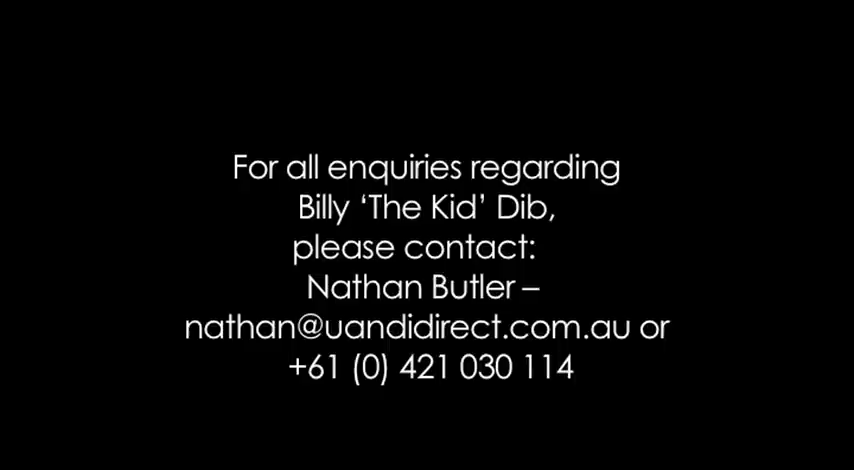 For all enquiries regarding
Billy ‘The Kid’ Dib,
please contact:
Nathan Butler –
nathan@uandidirect.com.au or
+61 (0) 421 030 114